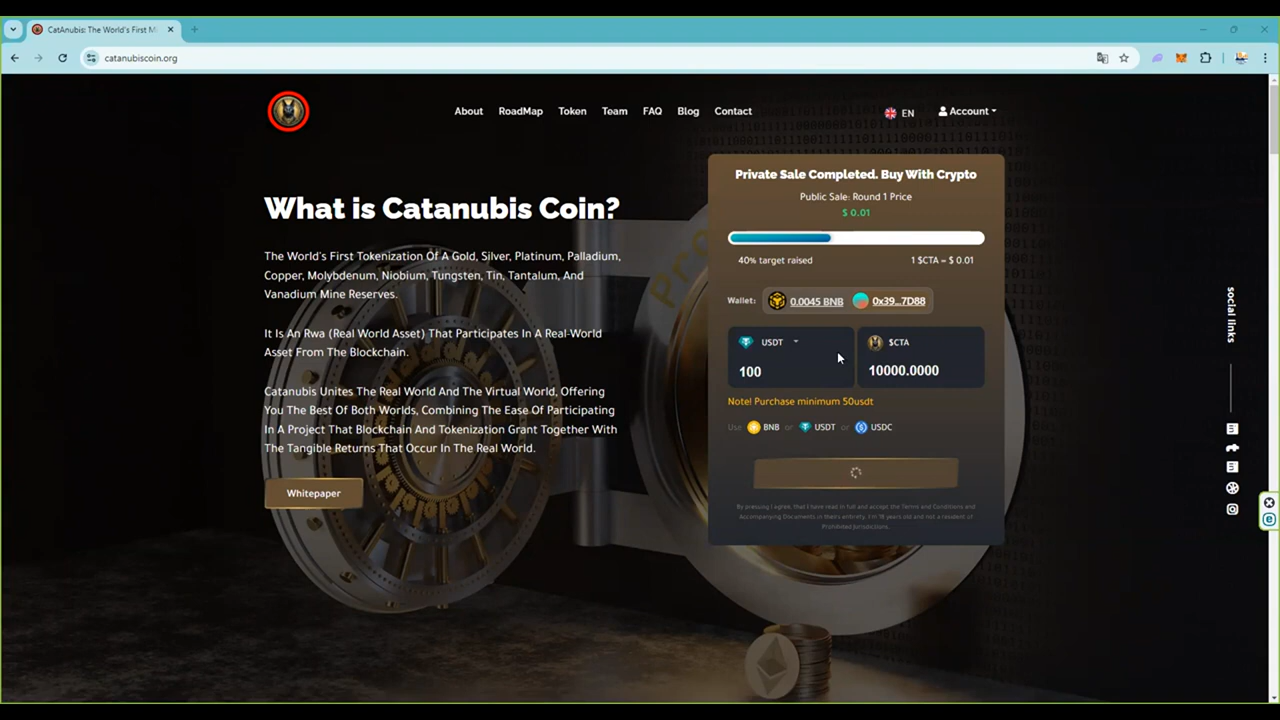 CatAnubis: The World's First M
catanubiscoin.org
About RoadMap Token Team FAQ Blog Contact EN Account
What is Catanubis Coin?
The World's First Tokenization Of A Gold, Silver, Platinum, Palladium,
Copper, Molybdenum, Niobium, Tungsten, Tin, Tantalum, And
Vanadium Mine Reserves.
It Is An Rwa (Real World Asset) That Participates In A Real-World
Asset From The Blockchain.
Catanubis Unites The Real World And The Virtual World, Offering
You The Best Of Both Worlds, Combining The Ease Of Participating
In A Project That Blockchain And Tokenization Grant Together With
The Tangible Returns That Occur In The Real World.
Whitepaper
Private Sale Completed. Buy With Crypto
Public Sale: Round 1 Price
$ 0.01
40% target raised 1 $CTA = $ 0.01
Wallet: 0.0045 BNB 0x39...7D88
USDT $CTA
100 10000.0000
Note! Purchase minimum 50usdt
Use BNB or USDT or USDC
By pressing I agree, that I have read in full and accept the Terms and Conditions and
Accompanying Documents in there's entirety. I'm 18 years old and not a resident of
Prohibited Jurisdictions.
social links